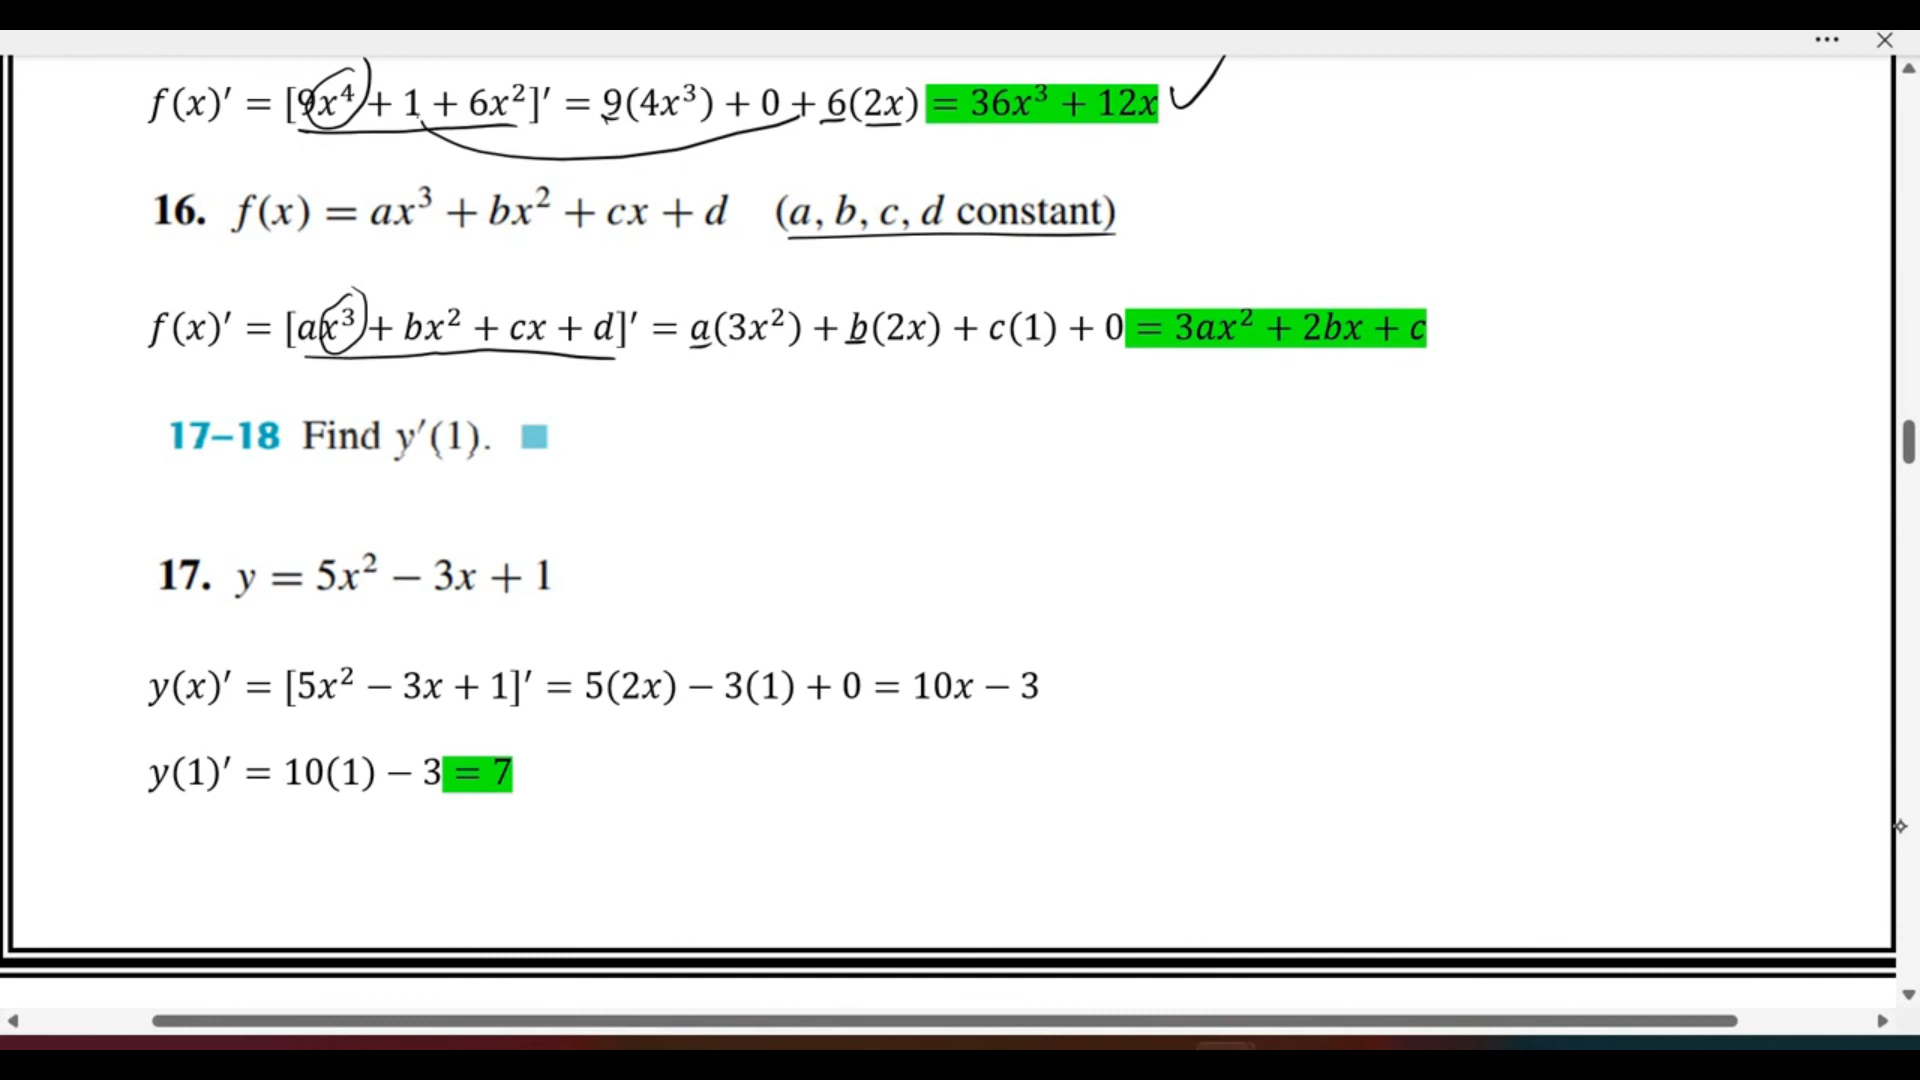 f(x)′ = [9x⁴ + 1 + 6x²]′ = 9(4x³) + 0 + 6(2x) = 36x³ + 12x
16. f(x) = ax³ + bx² + cx + d (a, b, c, d constant)
f(x)′ = [ax³ + bx² + cx + d]′ = a(3x²) + b(2x) + c(1) + 0 = 3ax² + 2bx + c
17–18 Find y′(1).
17. y = 5x² − 3x + 1
y(x)′ = [5x² − 3x + 1]′ = 5(2x) − 3(1) + 0 = 10x − 3
y(1)′ = 10(1) − 3 = 7